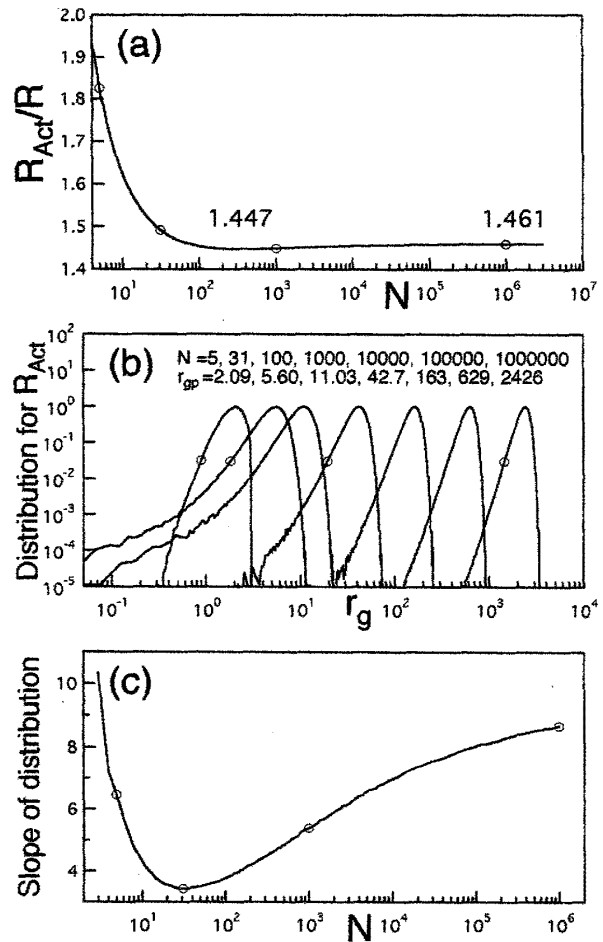 (a)
R_Act/R
2.0
1.9
1.8
1.7
1.6
1.5
1.4
1.447
1.461
10^1 10^2 10^3 10^4 10^5 10^6 10^7
N
(b)
Distribution for R_Act
10^2
10^1
10^0
10^-1
10^-2
10^-3
10^-4
10^-5
N =5, 31, 100, 1000, 10000, 100000, 1000000
r_gp=2.09, 5.60, 11.03, 42.7, 163, 629, 2426
10^-1 10^0 10^1 10^2 10^3 10^4
r_g
(c)
Slope of distribution
10
8
6
4
10^1 10^2 10^3 10^4 10^5 10^6
N